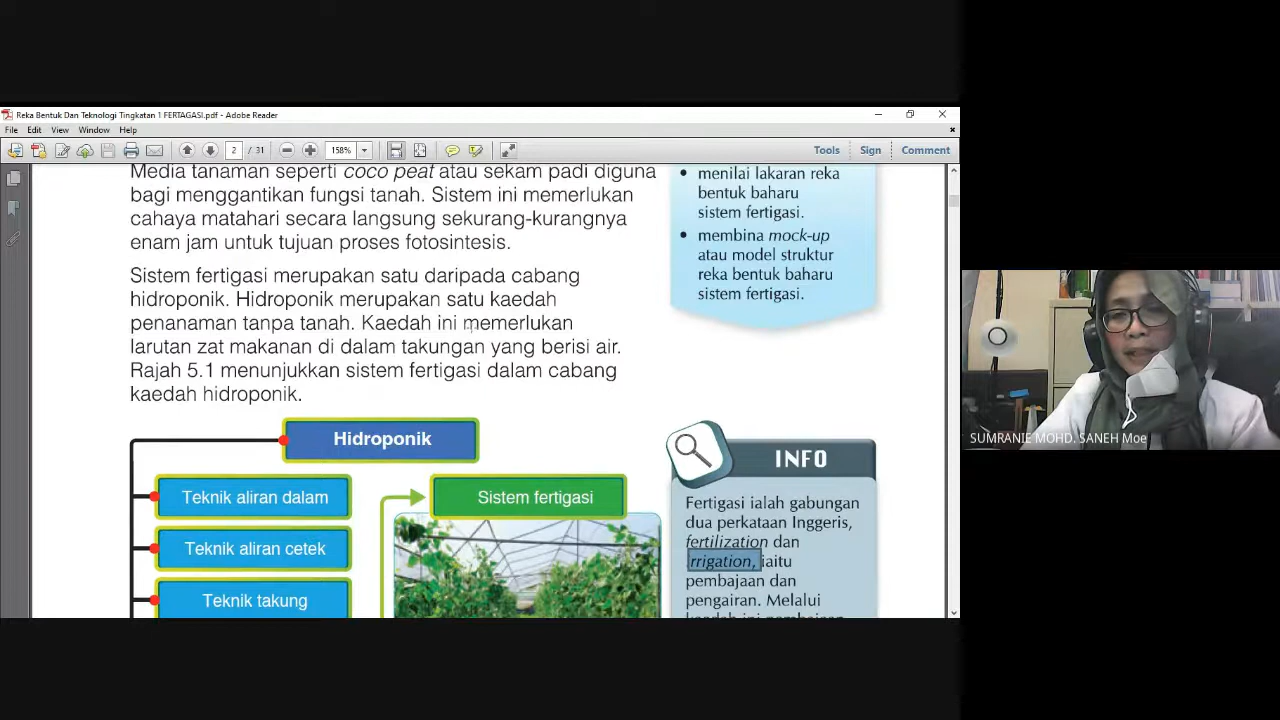 Reka Bentuk Dan Teknologi Tingkatan 1 FERTAGASI.pdf - Adobe Reader
File Edit View Window Help
2 / 31 158% Tools Sign Comment
Media tanaman seperti coco peat atau sekam padi diguna
bagi menggantikan fungsi tanah. Sistem ini memerlukan
cahaya matahari secara langsung sekurang-kurangnya
enam jam untuk tujuan proses fotosintesis.
Sistem fertigasi merupakan satu daripada cabang
hidroponik. Hidroponik merupakan satu kaedah
penanaman tanpa tanah. Kaedah ini memerlukan
larutan zat makanan di dalam takungan yang berisi air.
Rajah 5.1 menunjukkan sistem fertigasi dalam cabang
kaedah hidroponik.
• menilai lakaran reka
bentuk baharu
sistem fertigasi.
• membina mock-up
atau model struktur
reka bentuk baharu
sistem fertigasi.
Hidroponik
Teknik aliran dalam
Teknik aliran cetek
Teknik takung
Sistem fertigasi
INFO
Fertigasi ialah gabungan
dua perkataan Inggeris,
fertilization dan
irrigation, iaitu
pembajaan dan
pengairan. Melalui
SUMRANIE MOHD. SANEH Moe